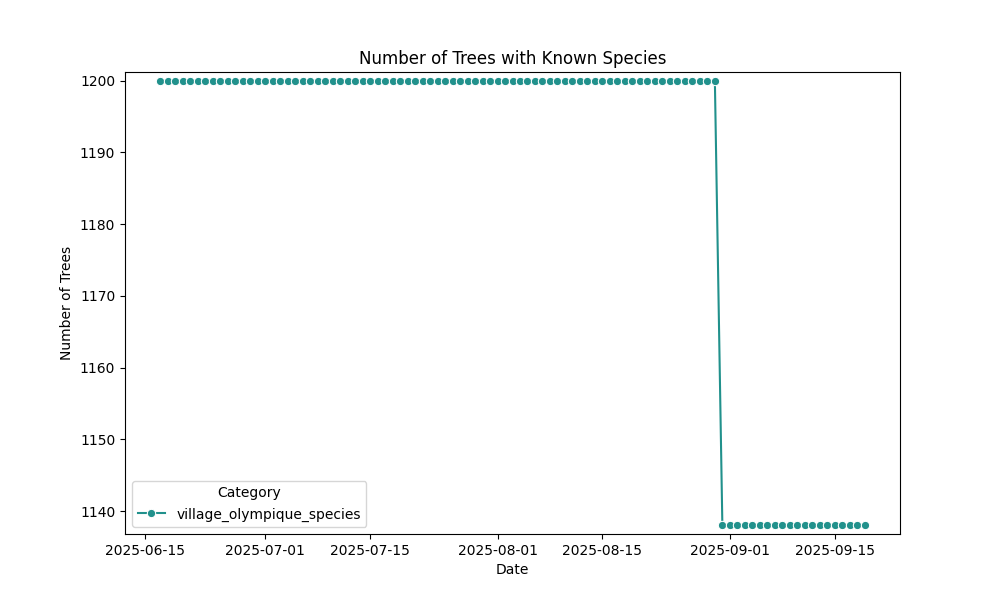 Number of Trees with Known Species
1200
1190
1180
1170
1160
1150
1140
Number of Trees
Category
village_olympique_species
2025-06-15
2025-07-01
2025-07-15
2025-08-01
2025-08-15
2025-09-01
2025-09-15
Date